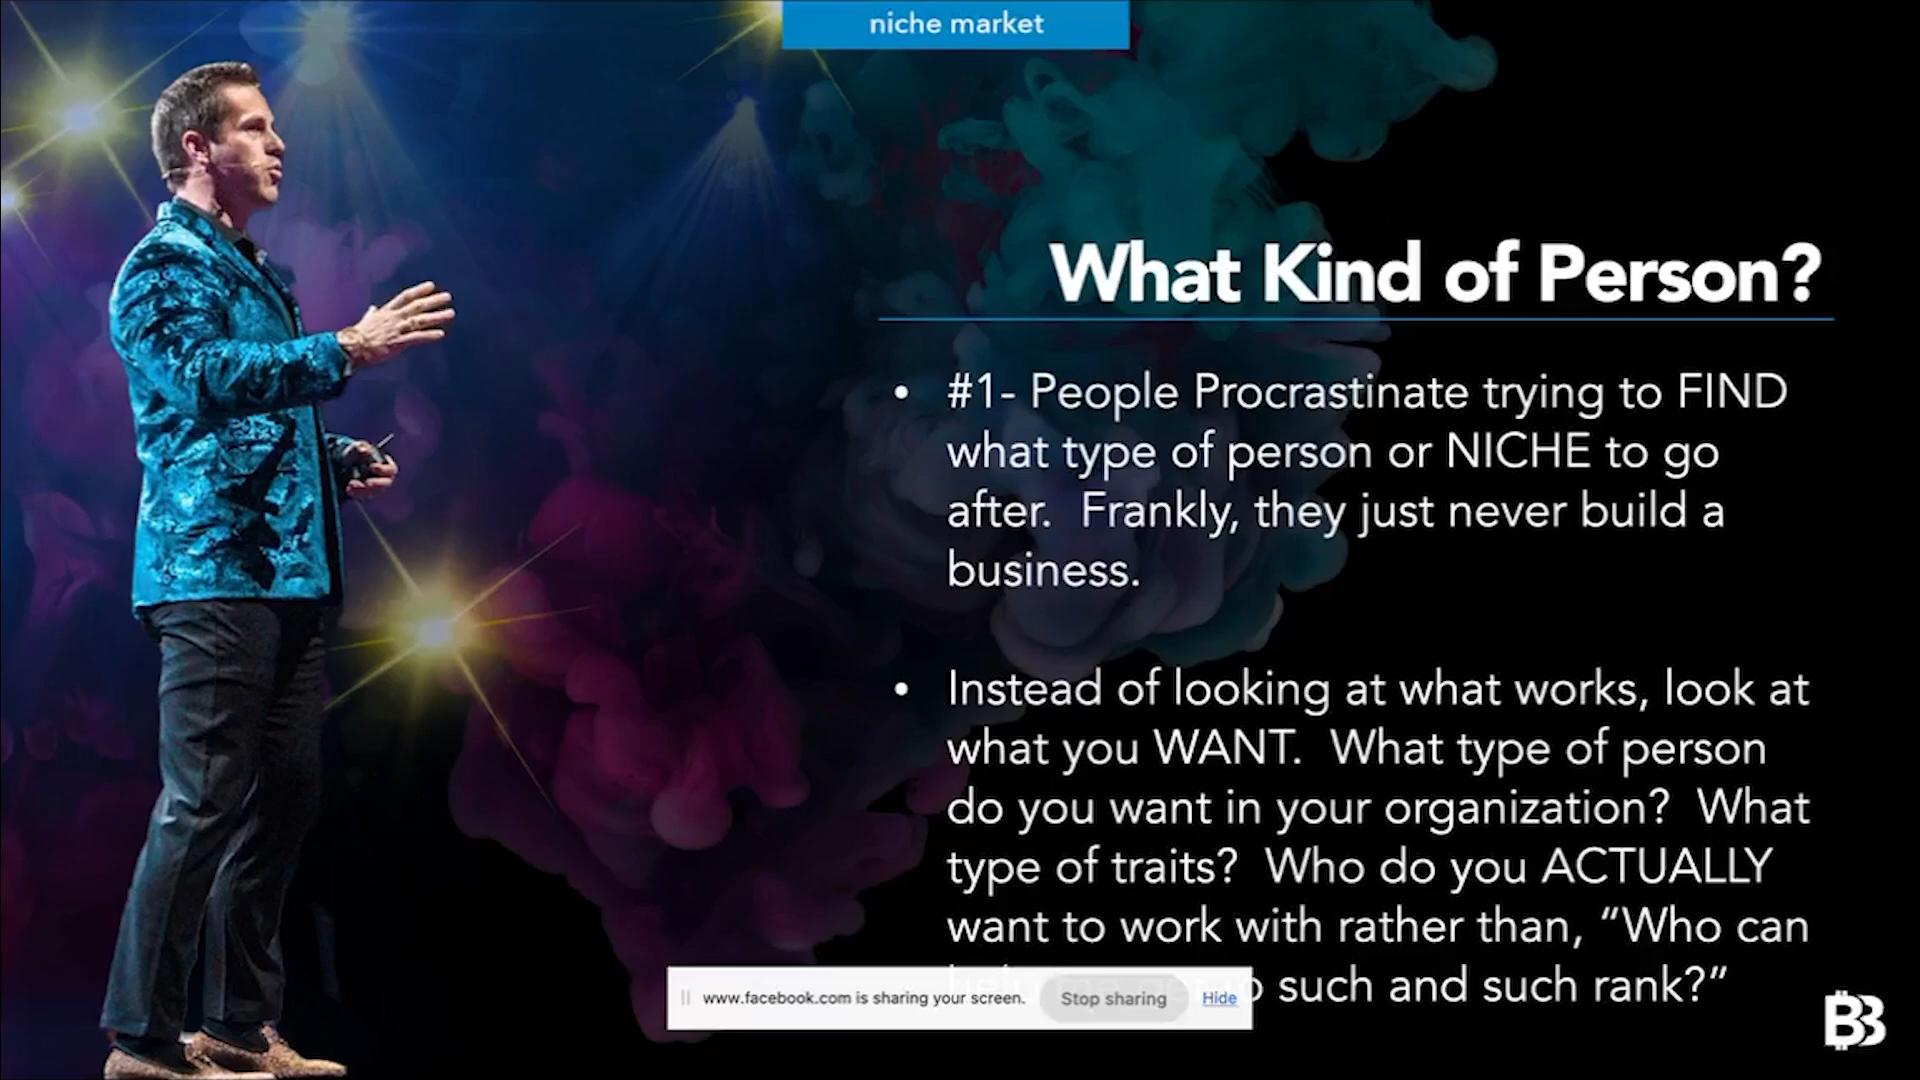 niche market
What Kind of Person?
• #1- People Procrastinate trying to FIND
what type of person or NICHE to go
after.  Frankly, they just never build a
business.
• Instead of looking at what works, look at
what you WANT.  What type of person
do you want in your organization?  What
type of traits?  Who do you ACTUALLY
want to work with rather than, “Who can
such and such rank?”
www.facebook.com is sharing your screen. Stop sharing Hide